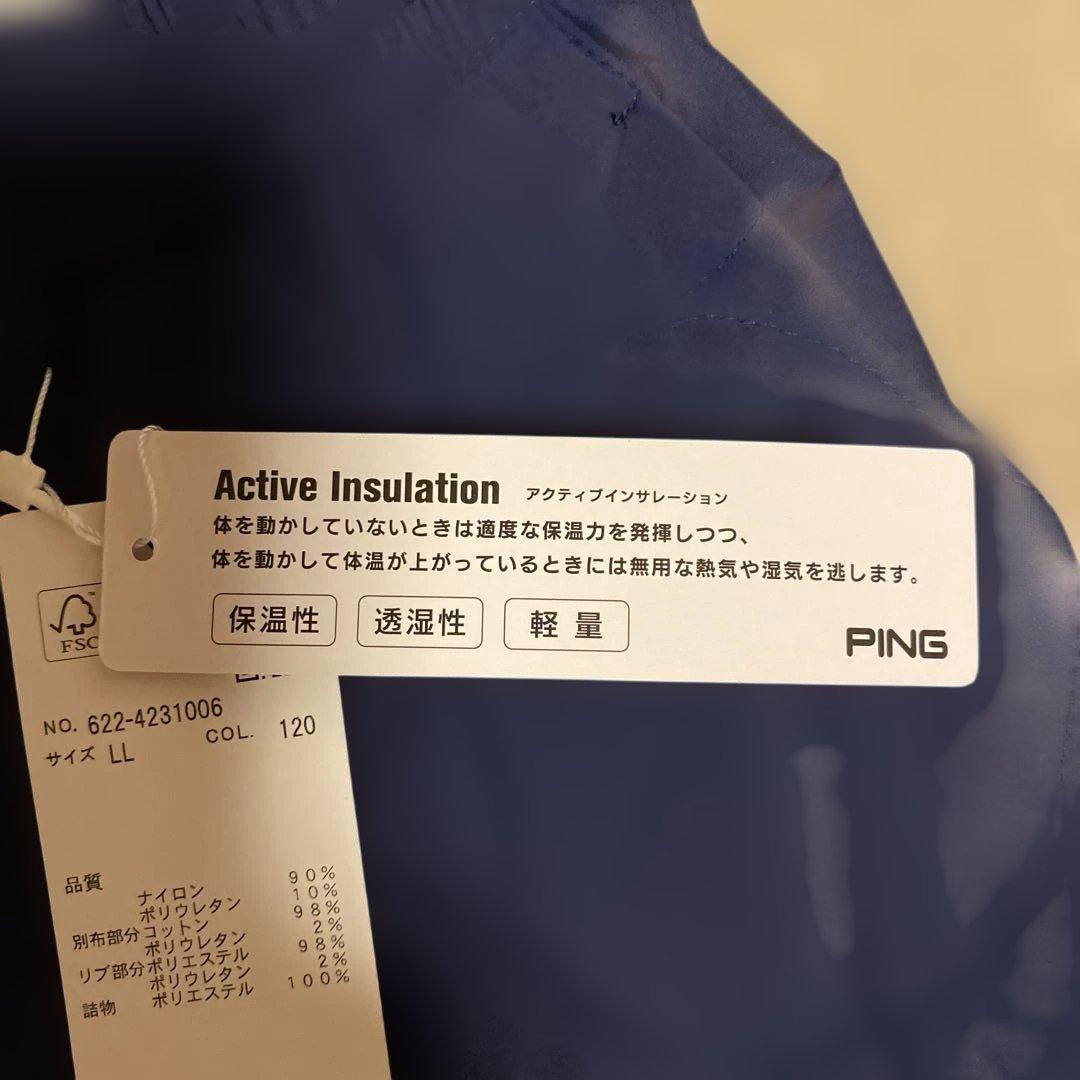 Active Insulation アクティブインサレーション
体を動かしていないときは適度な保温力を発揮しつつ、
体を動かして体温が上がっているときには無用な熱気や湿気を逃します。
保温性 透湿性 軽量
PING
FSC
NO. 622-4231006
サイズ LL COL. 120
品質 ナイロン 90%
ポリウレタン 10%
別布部分 コットン 98%
ポリウレタン 2%
リブ部分 ポリエステル 98%
ポリウレタン 2%
詰物 ポリエステル 100%